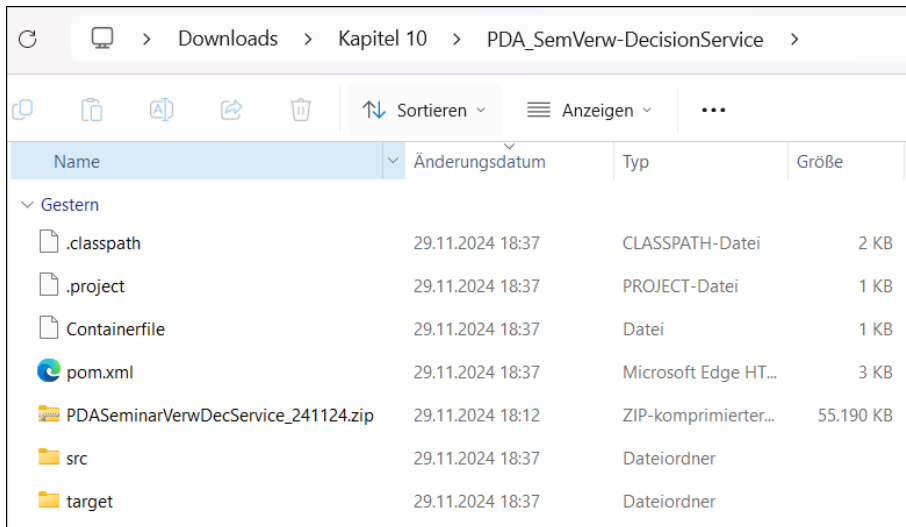 Downloads > Kapitel 10 > PDA_SemVerw-DecisionService >
Sortieren Anzeigen ...
Name Änderungsdatum Typ Größe
Gestern
.classpath 29.11.2024 18:37 CLASSPATH-Datei 2 KB
.project 29.11.2024 18:37 PROJECT-Datei 1 KB
Containerfile 29.11.2024 18:37 Datei 1 KB
pom.xml 29.11.2024 18:37 Microsoft Edge HT... 3 KB
PDASeminarVerwDecService_241124.zip 29.11.2024 18:12 ZIP-komprimierter... 55.190 KB
src 29.11.2024 18:37 Dateiordner
target 29.11.2024 18:37 Dateiordner